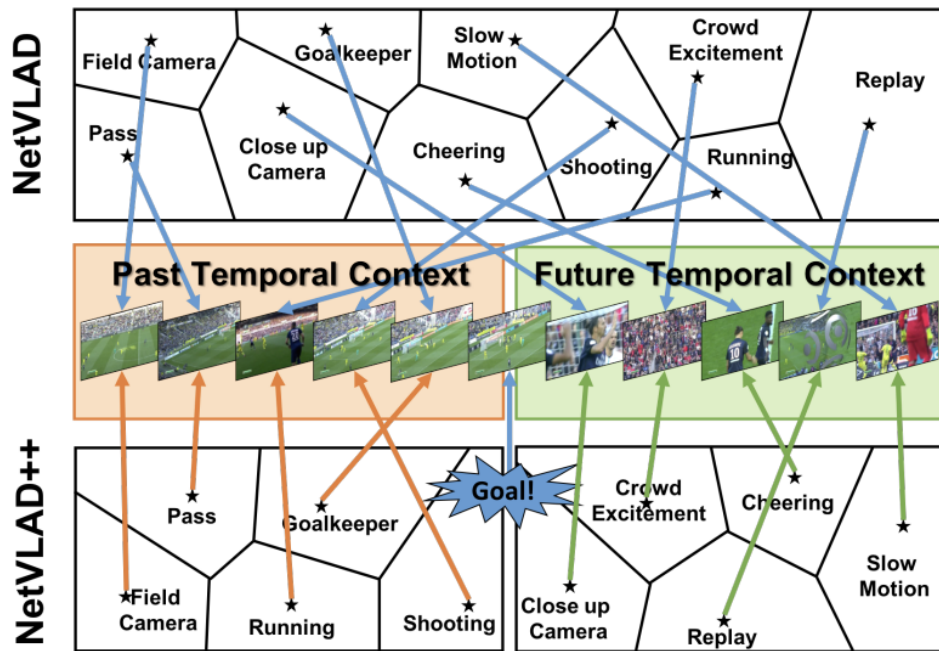 NetVLAD
Field Camera
Goalkeeper
Slow
Motion
Crowd
Excitement
Replay
Pass
Close up
Camera
Cheering
Shooting
Running
Past Temporal Context
Future Temporal Context
10
10
NetVLAD++
Pass
Goalkeeper
Goal!
Crowd
Excitement
Cheering
Field
Camera
Running
Shooting
Close up
Camera
Replay
Slow
Motion